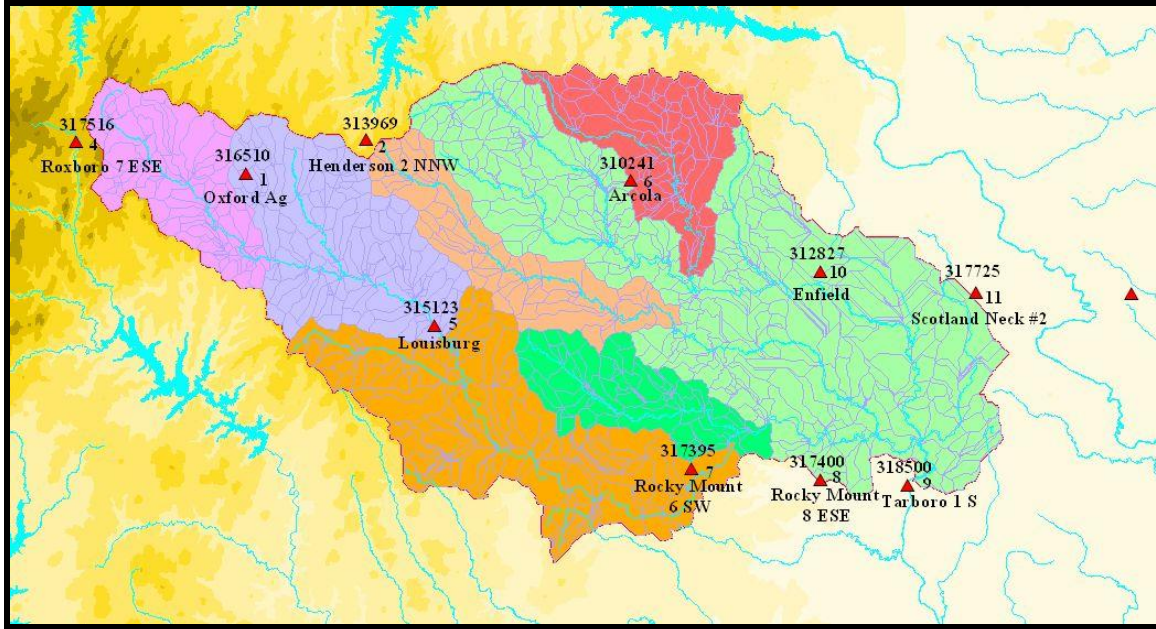 317516
4
Roxboro 7 ESE
316510
1
Oxford Ag
313969
2
Henderson 2 NNW
310241
6
Arcola
312827
10
Enfield
317725
11
Scotland Neck #2
315123
5
Louisburg
317395
7
Rocky Mount
6 SW
317400
8
Rocky Mount
8 ESE
318500
9
Tarboro 1 S